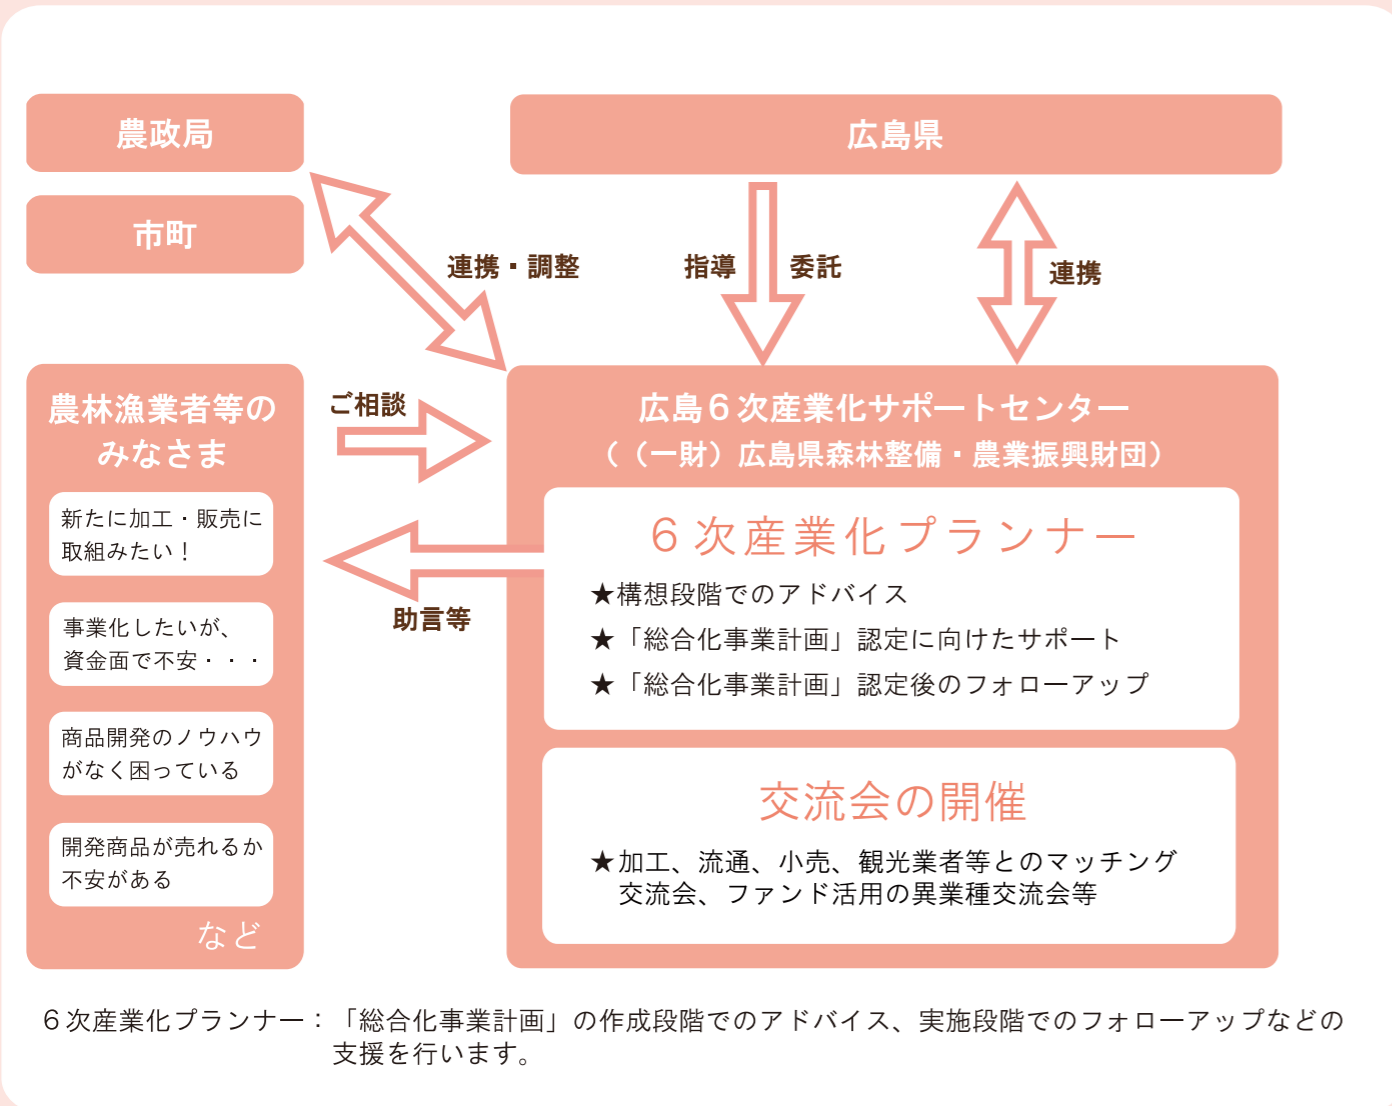 農政局
広島県
市町
連携・調整
指導
委託
連携
農林漁業者等の
みなさま
新たに加工・販売に
取組みたい！
事業化したいが、
資金面で不安・・・
商品開発のノウハウ
がなく困っている
開発商品が売れるか
不安がある
など
ご相談
助言等
広島６次産業化サポートセンター
（（一財）広島県森林整備・農業振興財団）
６次産業化プランナー
★構想段階でのアドバイス
★「総合化事業計画」認定に向けたサポート
★「総合化事業計画」認定後のフォローアップ
交流会の開催
★加工、流通、小売、観光業者等とのマッチング
交流会、ファンド活用の異業種交流会等
６次産業化プランナー：「総合化事業計画」の作成段階でのアドバイス、実施段階でのフォローアップなどの
支援を行います。